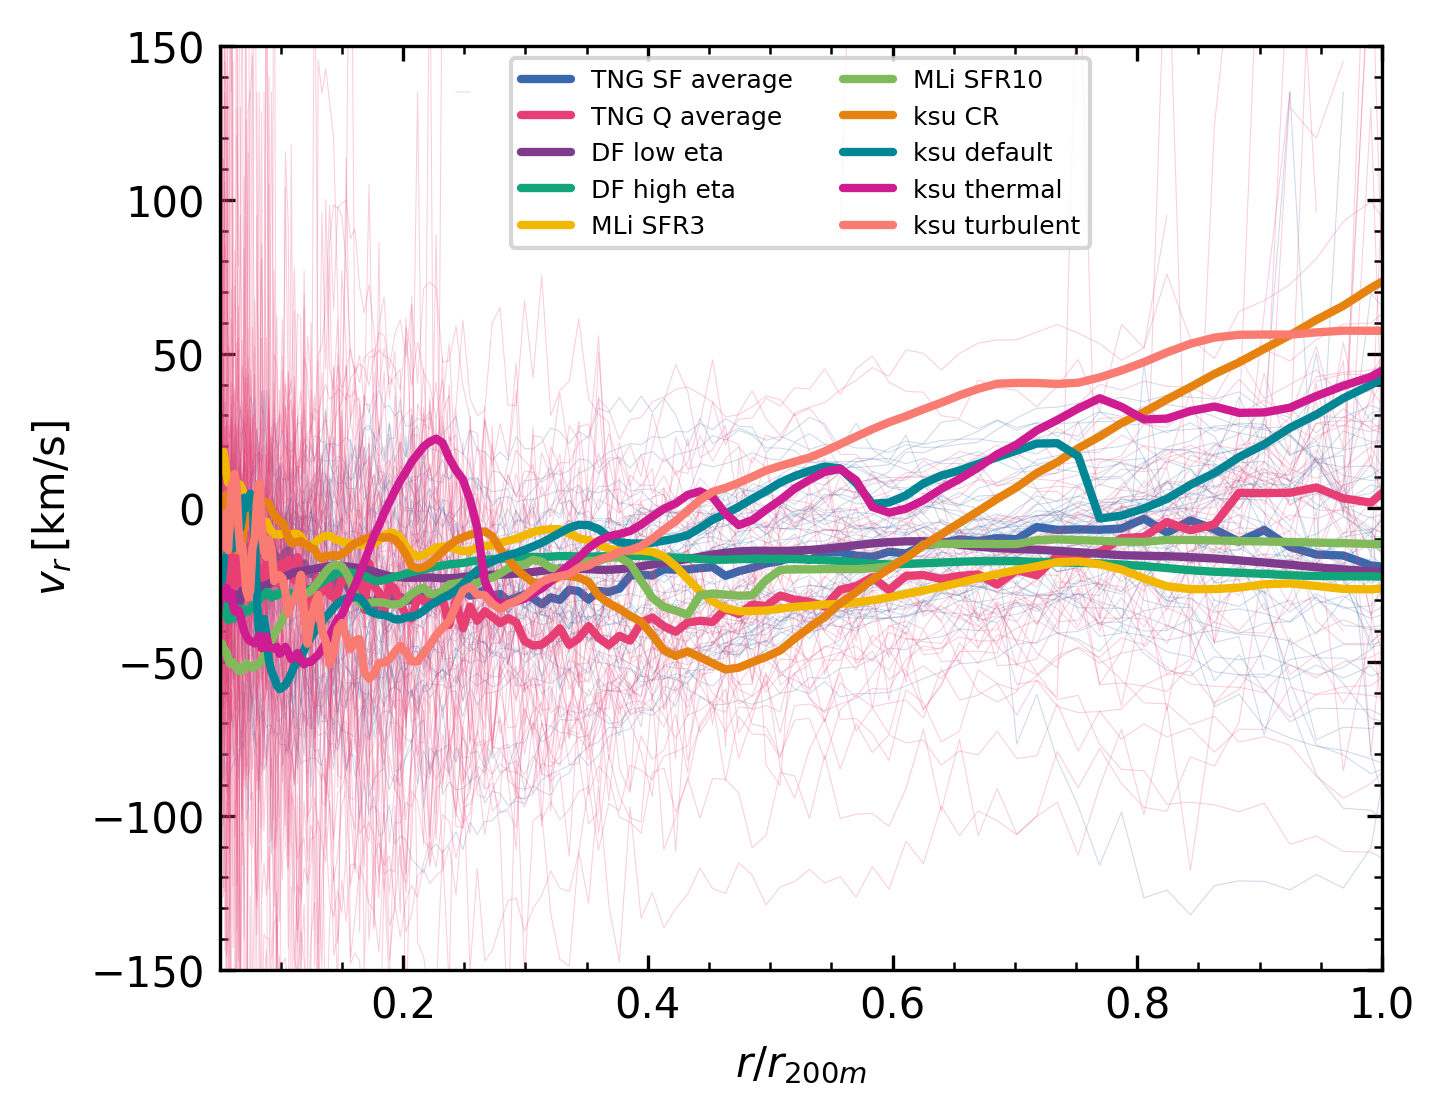 150
100
50
0
−50
−100
−150
v_r [km/s]
TNG SF average
TNG Q average
DF low eta
DF high eta
MLi SFR3
MLi SFR10
ksu CR
ksu default
ksu thermal
ksu turbulent
0.2 0.4 0.6 0.8 1.0
r/r_{200m}